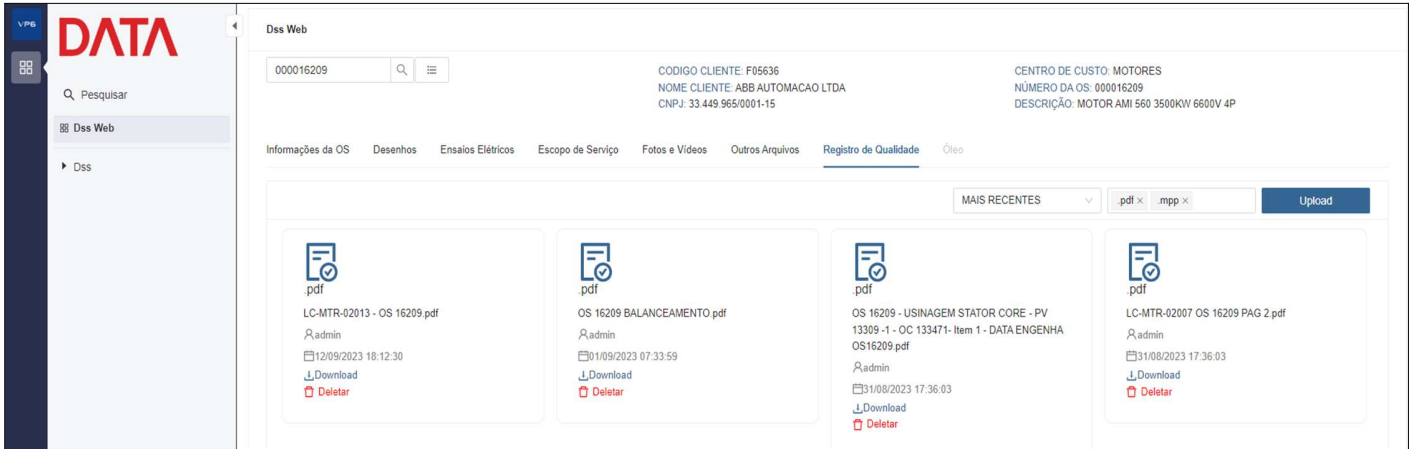 VP6
DATA
Pesquisar
Dss Web
Dss
Dss Web
000016209
CODIGO CLIENTE: F05636
NOME CLIENTE: ABB AUTOMACAO LTDA
CNPJ: 33.449.965/0001-15
CENTRO DE CUSTO: MOTORES
NÚMERO DA OS: 000016209
DESCRIÇÃO: MOTOR AMI 560 3500KW 6600V 4P
Informações da OS
Desenhos
Ensaios Elétricos
Escopo de Serviço
Fotos e Vídeos
Outros Arquivos
Registro de Qualidade
Óleo
MAIS RECENTES
.pdf ×
.mpp ×
Upload
.pdf
LC-MTR-02013 - OS 16209.pdf
admin
12/09/2023 18:12:30
Download
Deletar
.pdf
OS 16209 BALANCEAMENTO.pdf
admin
01/09/2023 07:33:59
Download
Deletar
.pdf
OS 16209 - USINAGEM STATOR CORE - PV
13309 -1 - OC 133471- Item 1 - DATA ENGENHA
OS16209.pdf
admin
31/08/2023 17:36:03
Download
Deletar
.pdf
LC-MTR-02007 OS 16209 PAG 2.pdf
admin
31/08/2023 17:36:03
Download
Deletar